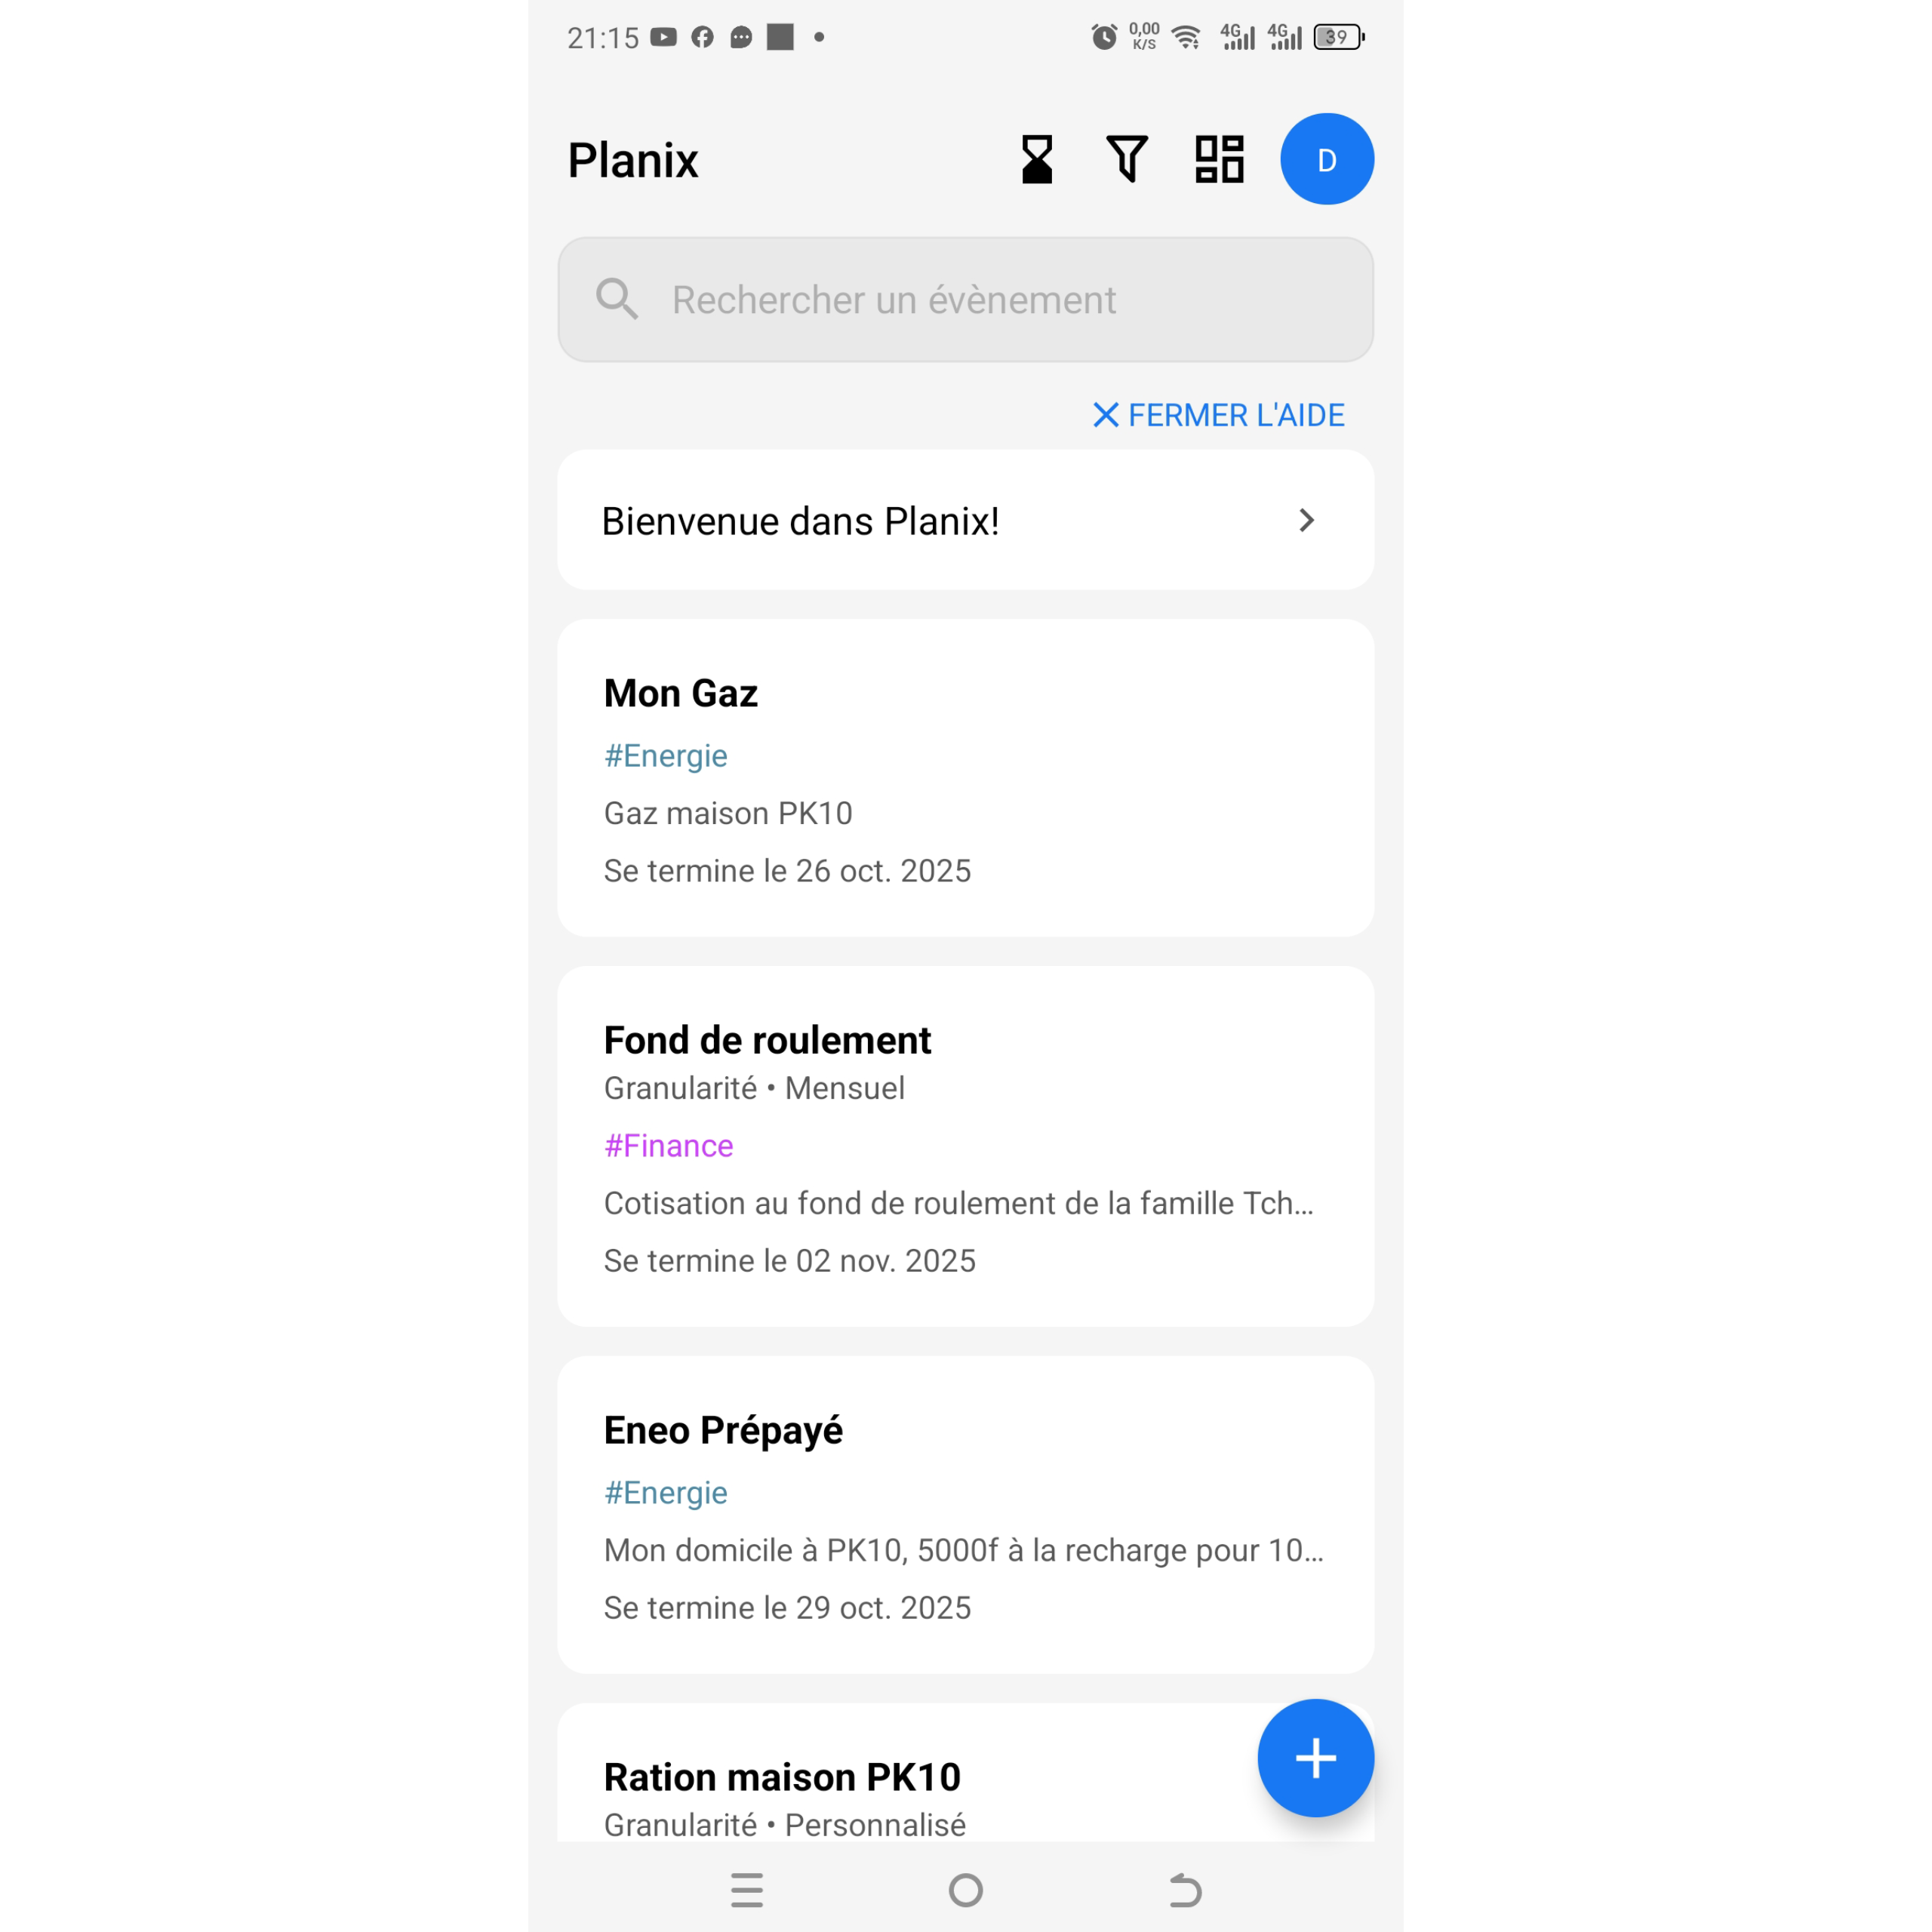 21:15
0,00
K/S
4G
4G
39
Planix
D
Rechercher un évènement
FERMER L'AIDE
Bienvenue dans Planix!
Mon Gaz
#Energie
Gaz maison PK10
Se termine le 26 oct. 2025
Fond de roulement
Granularité • Mensuel
#Finance
Cotisation au fond de roulement de la famille Tch...
Se termine le 02 nov. 2025
Eneo Prépayé
#Energie
Mon domicile à PK10, 5000f à la recharge pour 10...
Se termine le 29 oct. 2025
Ration maison PK10
Granularité • Personnalisé